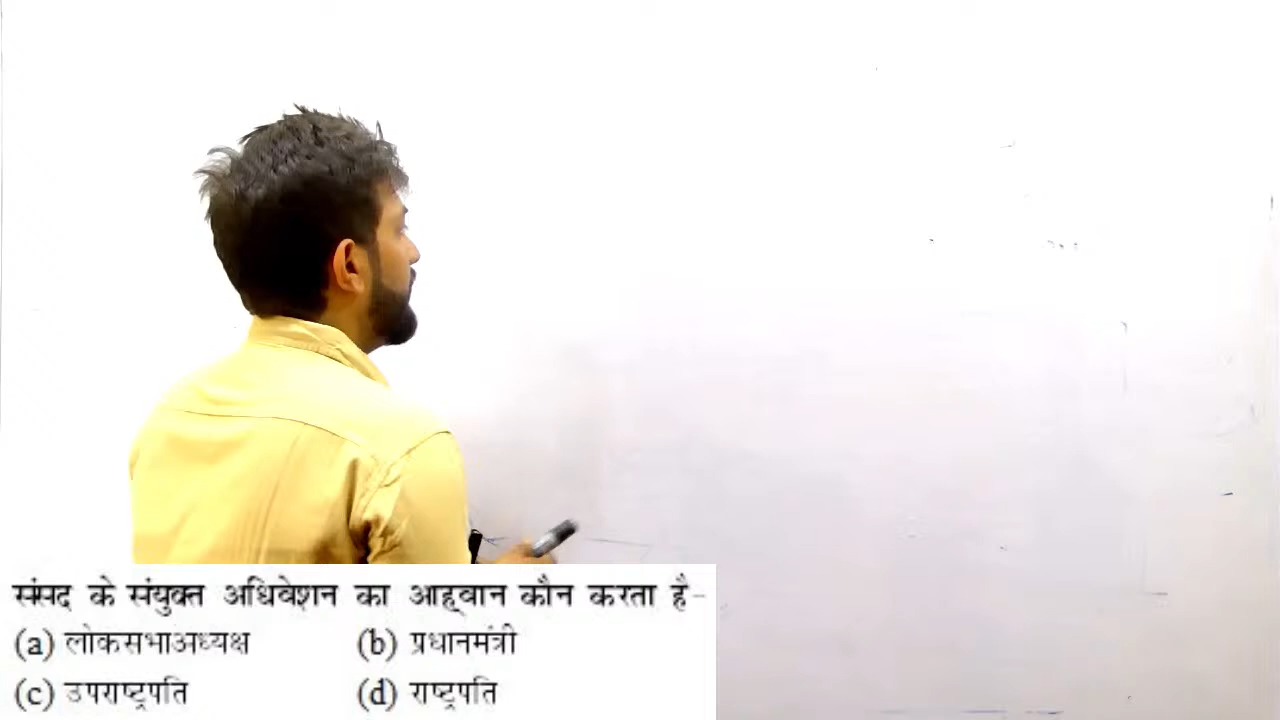 संसद के संयुक्त अधिवेशन का आह्वान कौन करता है-
(a) लोकसभाअध्यक्ष (b) प्रधानमंत्री
(c) उपराष्ट्रपति (d) राष्ट्रपति